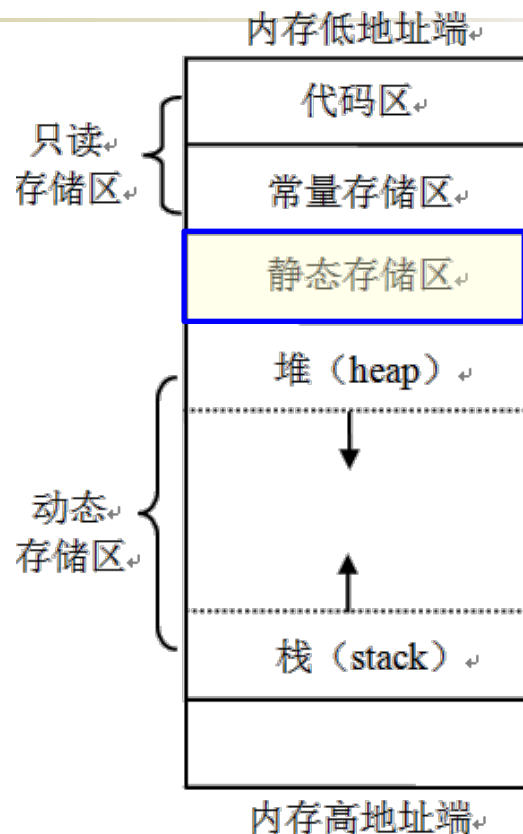 内存低地址端
代码区
只读
存储区
常量存储区
静态存储区
堆（heap）
动态
存储区
栈（stack）
内存高地址端